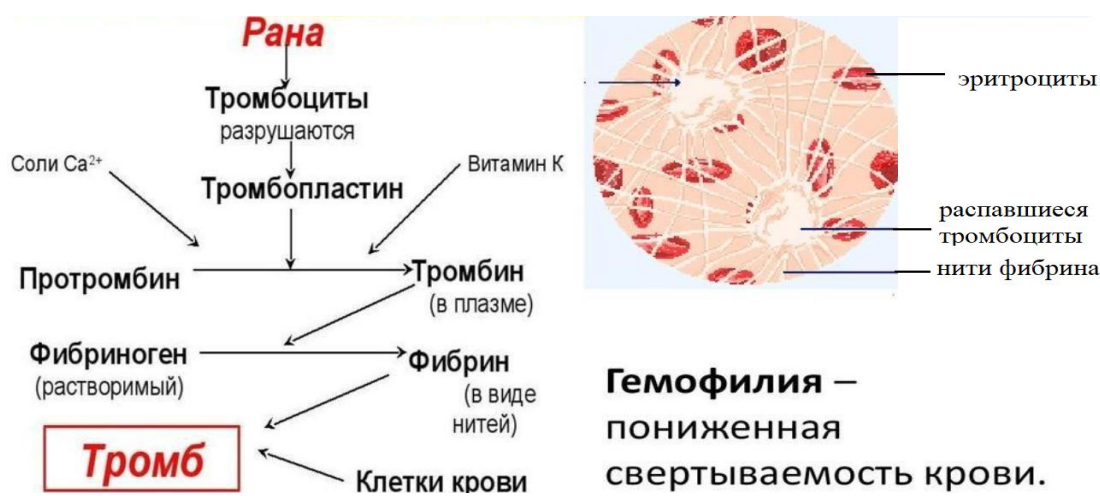 Рана
Тромбоциты
разрушаются
Соли Ca²⁺
Витамин К
Тромбопластин
Протромбин
Тромбин
(в плазме)
Фибриноген
(растворимый)
Фибрин
(в виде
нитей)
Тромб
Клетки крови
эритроциты
распавшиеся
тромбоциты
нити фибрина
Гемофилия –
пониженная
свертываемость крови.